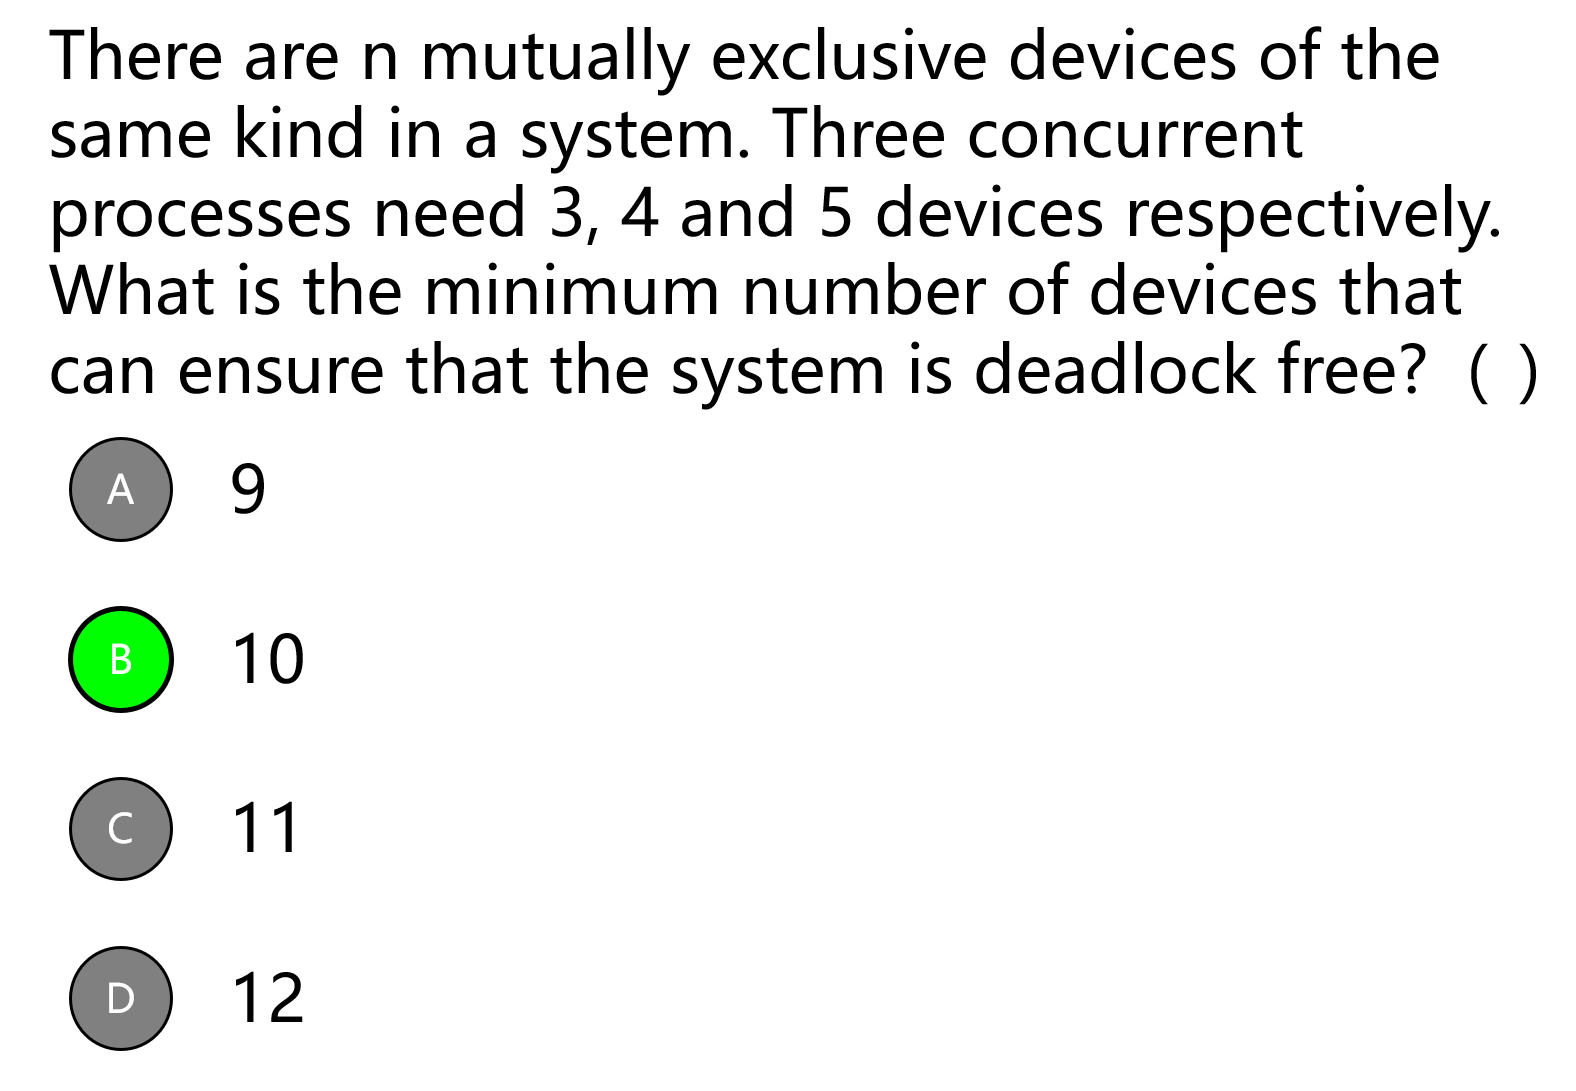 There are n mutually exclusive devices of the
same kind in a system. Three concurrent
processes need 3, 4 and 5 devices respectively.
What is the minimum number of devices that
can ensure that the system is deadlock free? ( )
A 9
B 10
C 11
D 12